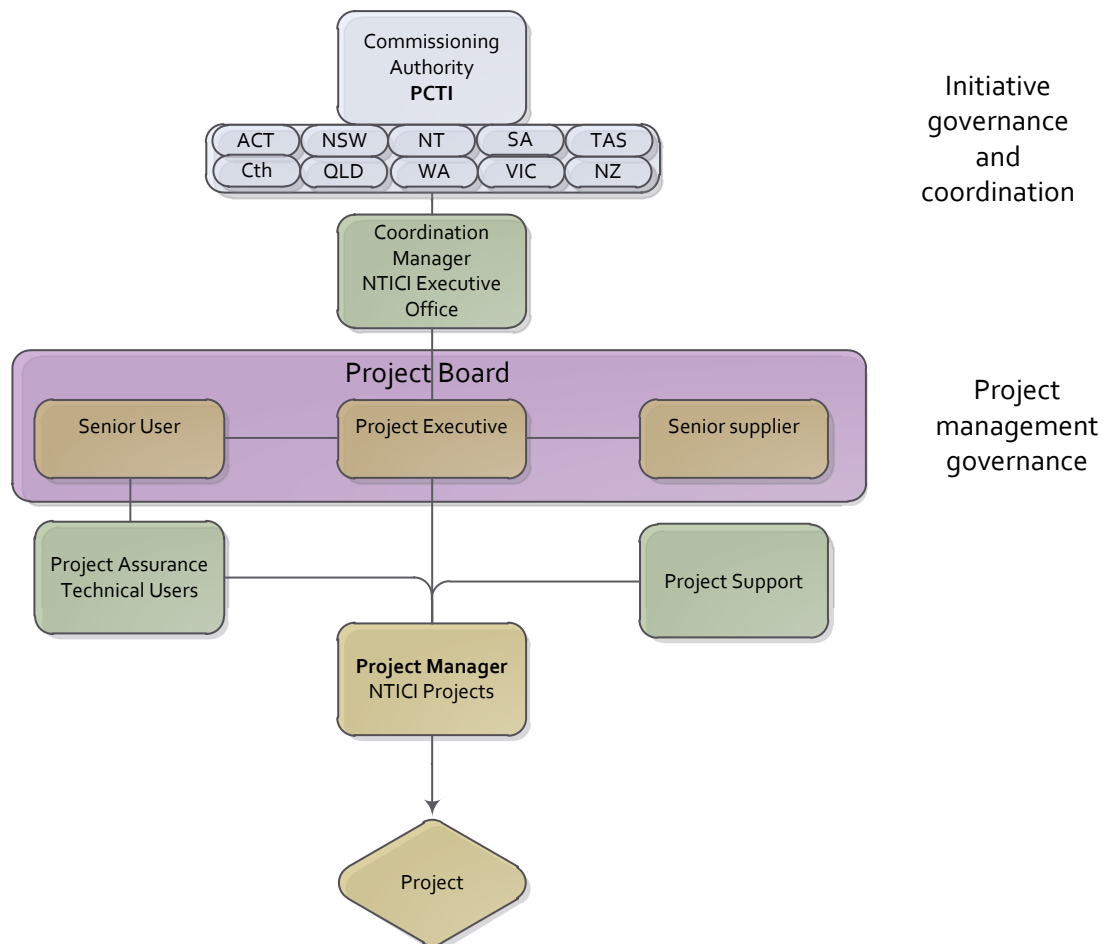 Commissioning
Authority
PCTI
ACT NSW NT SA TAS
Cth QLD WA VIC NZ
Initiative
governance
and
coordination
Coordination
Manager
NTICI Executive
Office
Project Board
Senior User
Project Executive
Senior supplier
Project
management
governance
Project Assurance
Technical Users
Project Support
Project Manager
NTICI Projects
Project